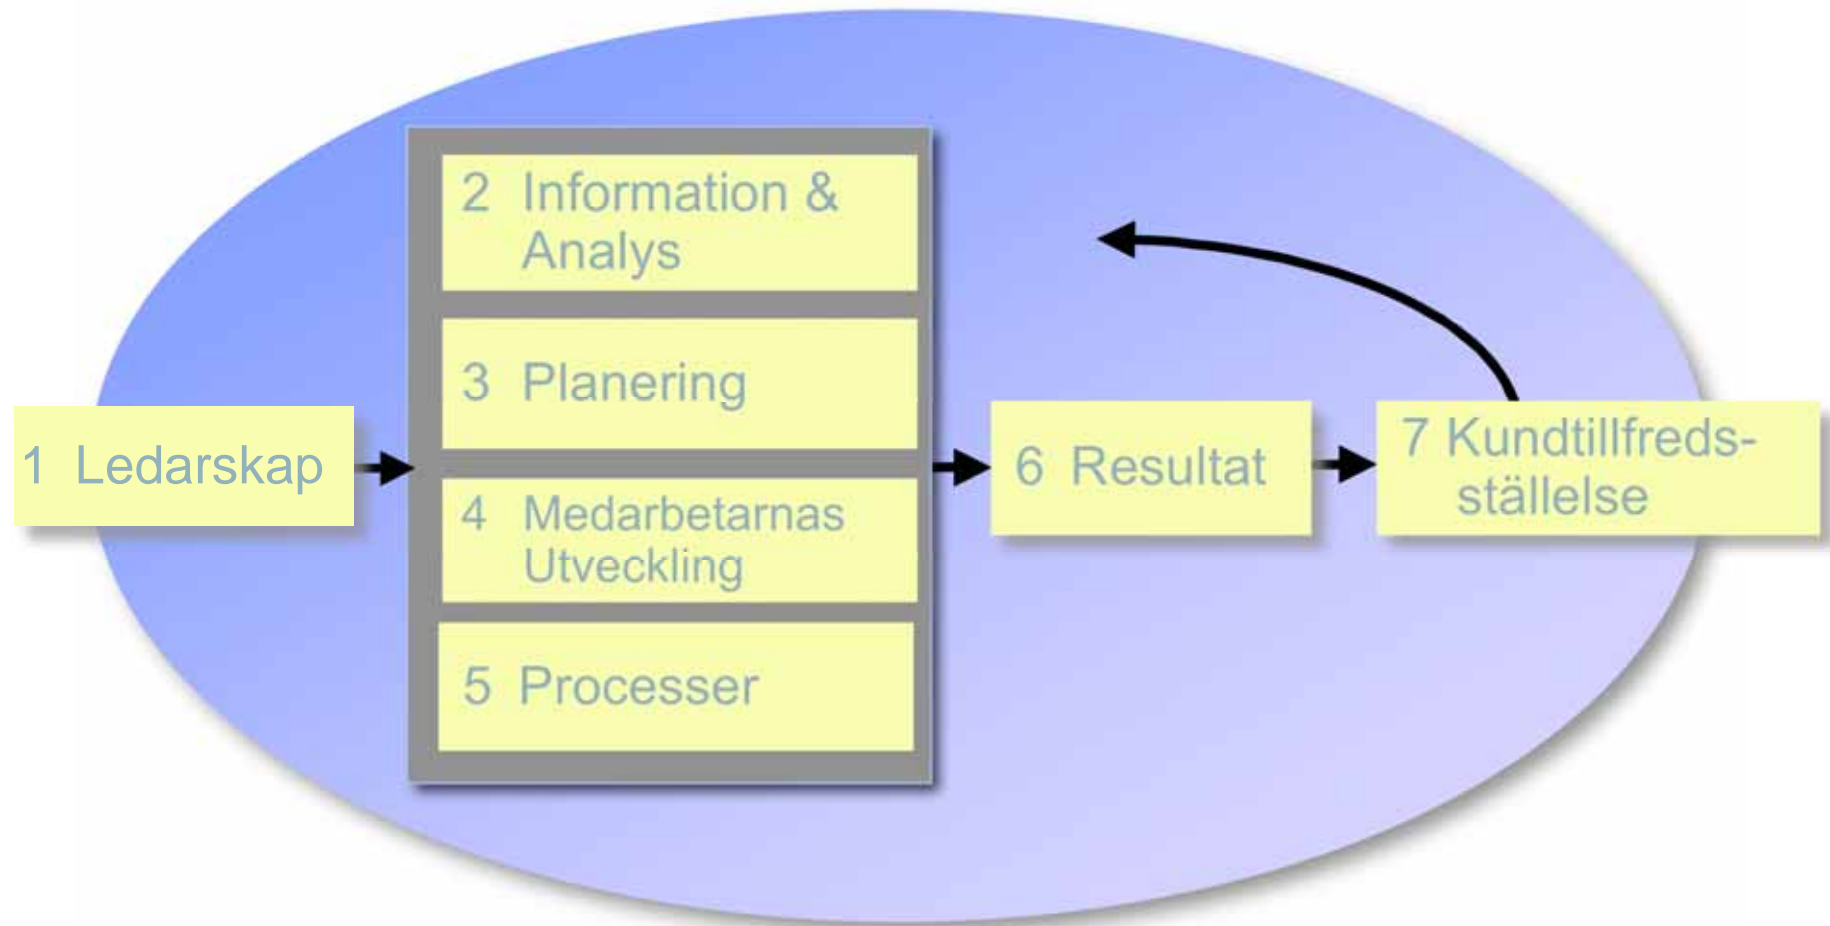 1 Ledarskap
2 Information &
Analys
3 Planering
4 Medarbetarnas
Utveckling
5 Processer
6 Resultat
7 Kundtillfreds-
ställelse